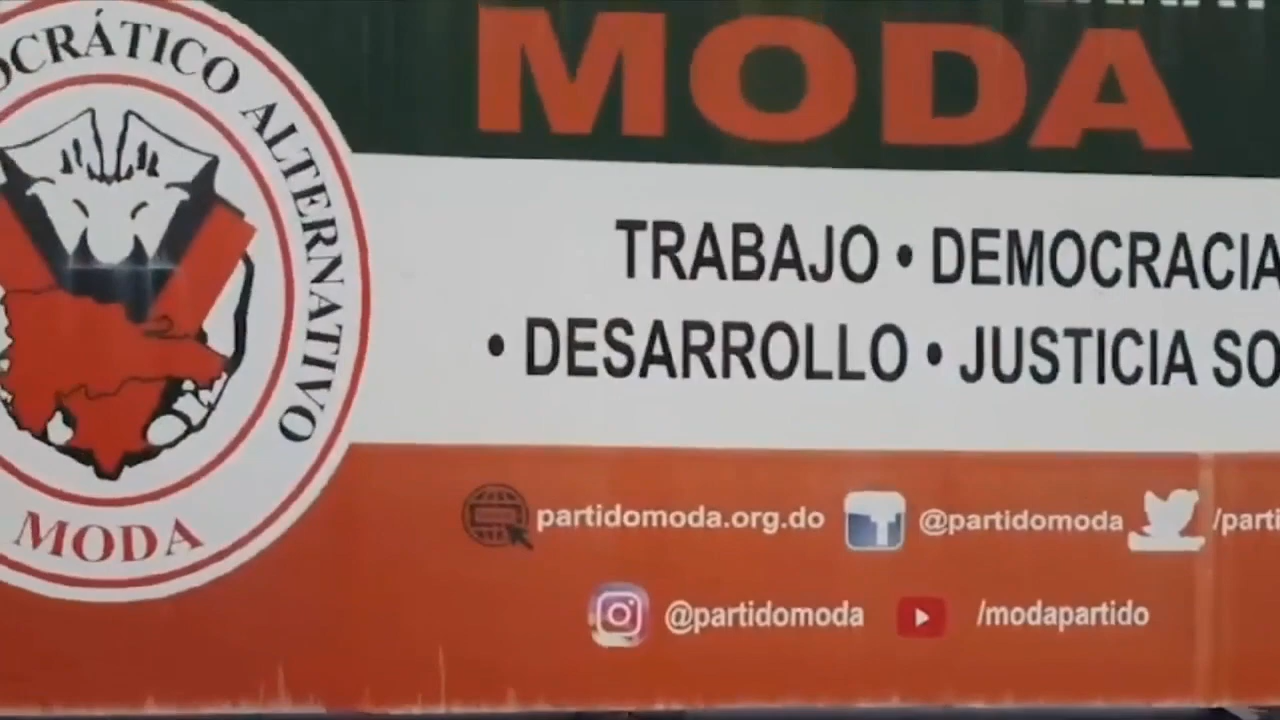 OCRÁTICO ALTERNATIVO
MODA
MODA
TRABAJO • DEMOCRACIA
• DESARROLLO • JUSTICIA SO
partidomoda.org.do @partidomoda /parti
@partidomoda /modapartido